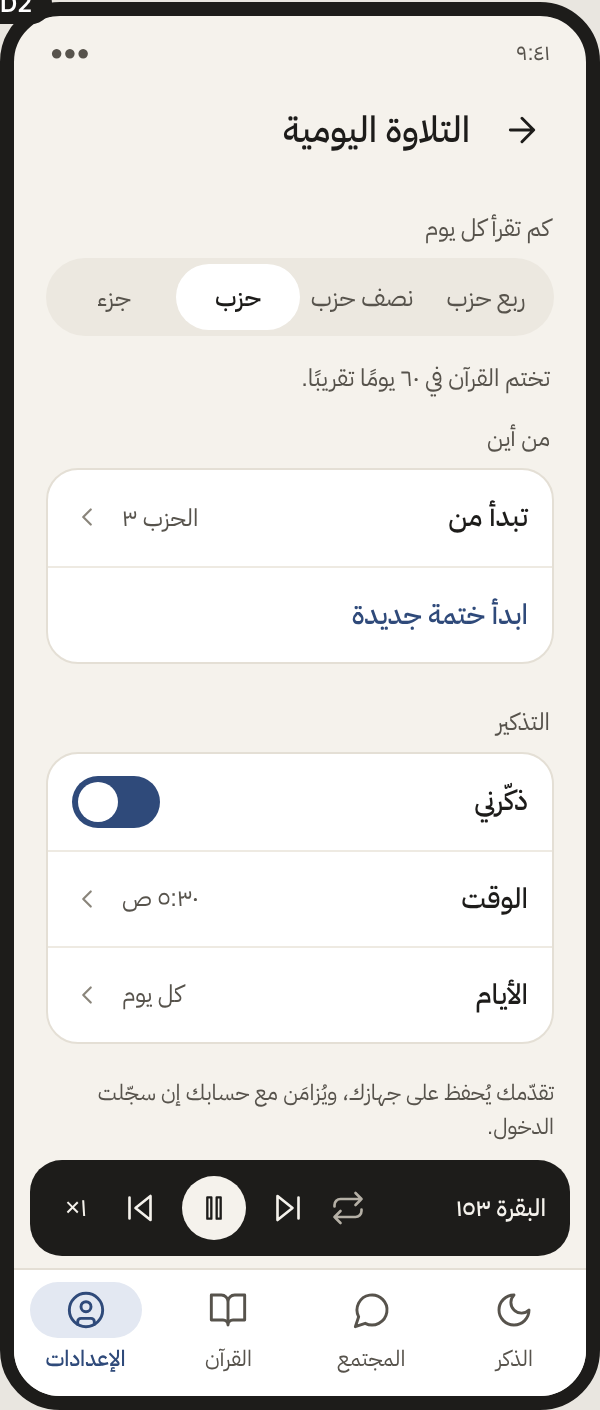 D2
٩:٤١
التلاوة اليومية
كم تقرأ كل يوم
ربع حزب نصف حزب حزب جزء
تختم القرآن في ٦٠ يومًا تقريبًا.
من أين
تبدأ من الحزب ٣
ابدأ ختمة جديدة
التذكير
ذكّرني
الوقت ٥:٣٠ ص
الأيام كل يوم
تقدّمك يُحفظ على جهازك، ويُزامَن مع حسابك إن سجّلت
الدخول.
البقرة ١٥٣ ١×
الذكر المجتمع القرآن الإعدادات